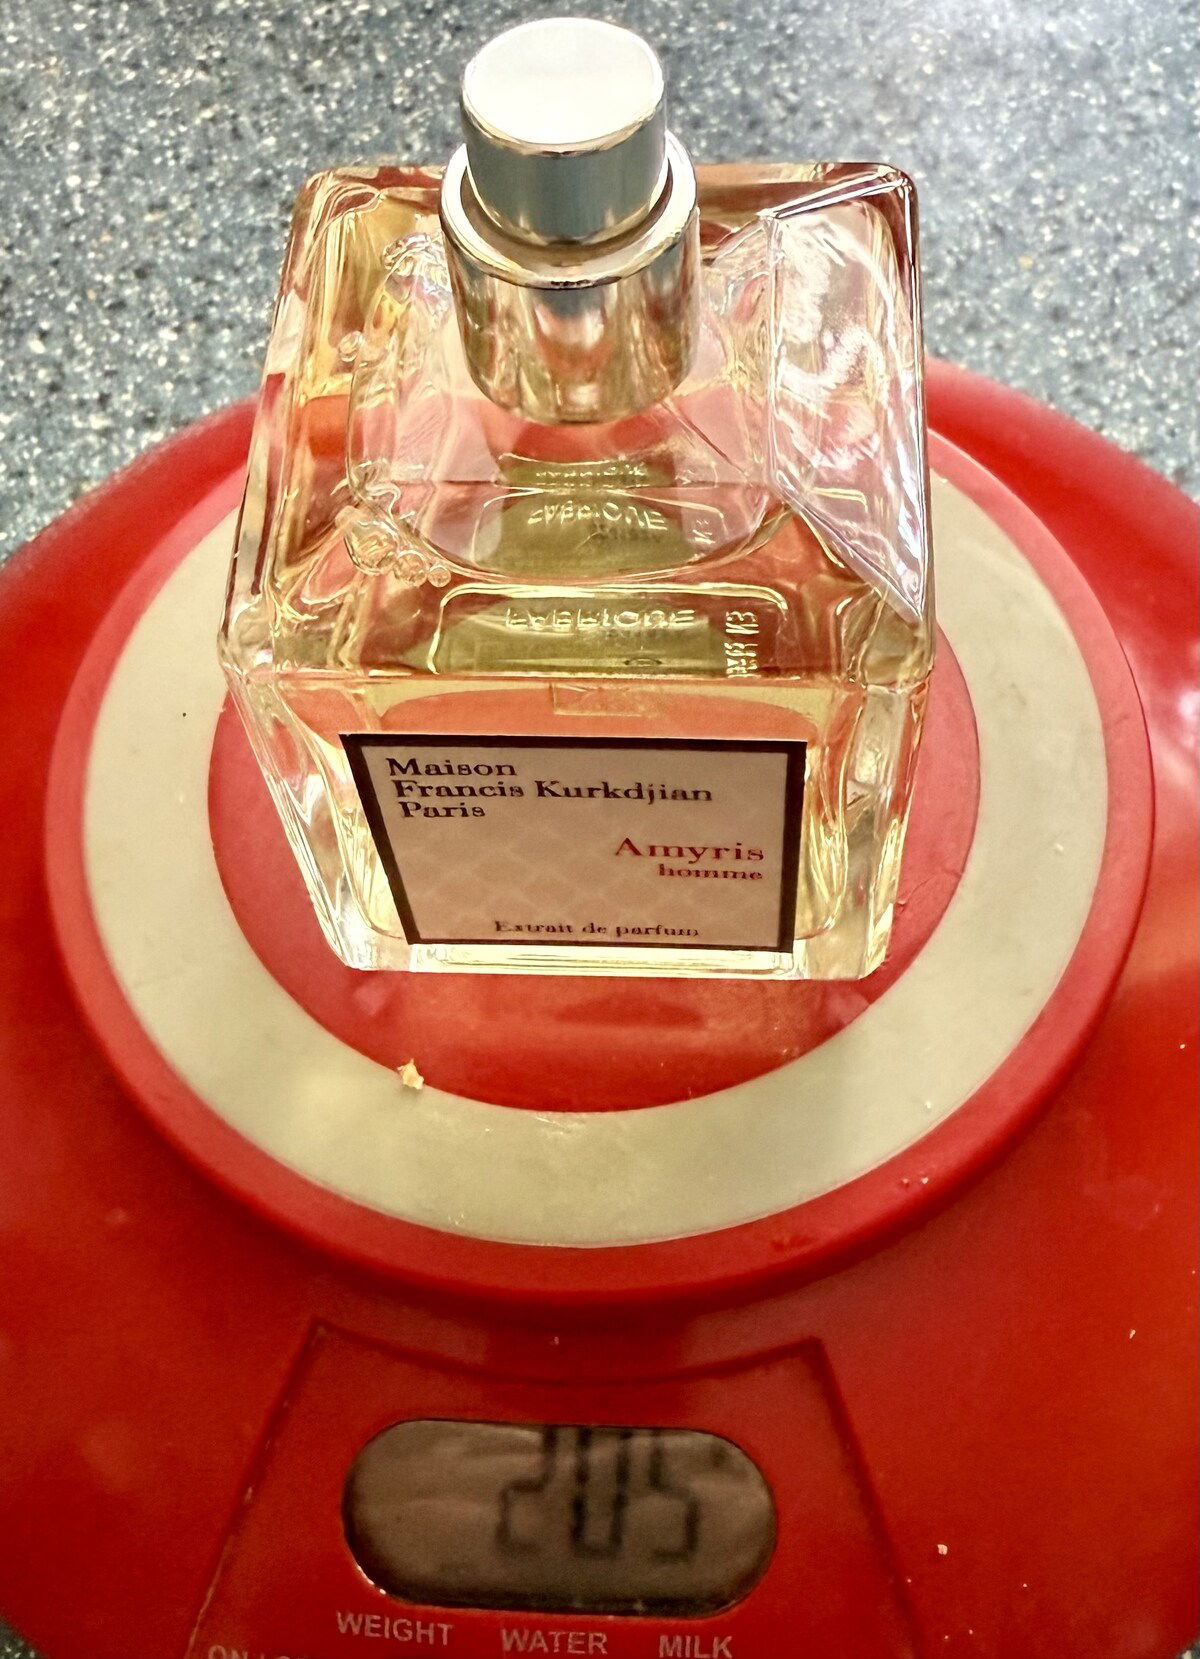 Maison
Francis Kurkdjian
Paris
Amyris
homme
Extrait de parfum
205
WEIGHT WATER MILK